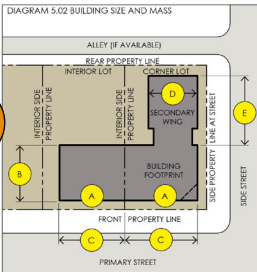 DIAGRAM 5.02 BUILDING SIZE AND MASS
ALLEY (IF AVAILABLE)
REAR PROPERTY LINE
INTERIOR LOT
CORNER LOT
D
SECONDARY
WING
E
INTERIOR SIDE
PROPERTY LINE
INTERIOR SIDE
PROPERTY LINE
SIDE PROPERTY LINE AT STREET
SIDE STREET
B
BUILDING
FOOTPRINT
A
A
FRONT PROPERTY LINE
C
C
PRIMARY STREET